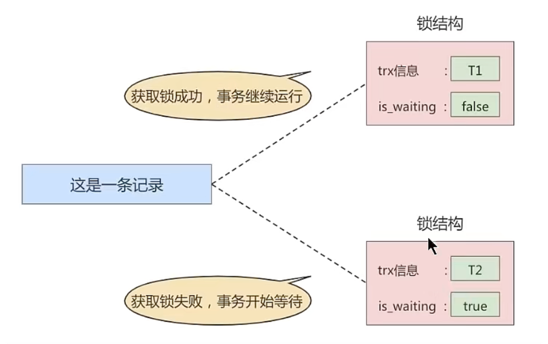 锁结构
trx信息 : T1
获取锁成功，事务继续运行
is_waiting : false
这是一条记录
锁结构
trx信息 : T2
获取锁失败，事务开始等待
is_waiting : true